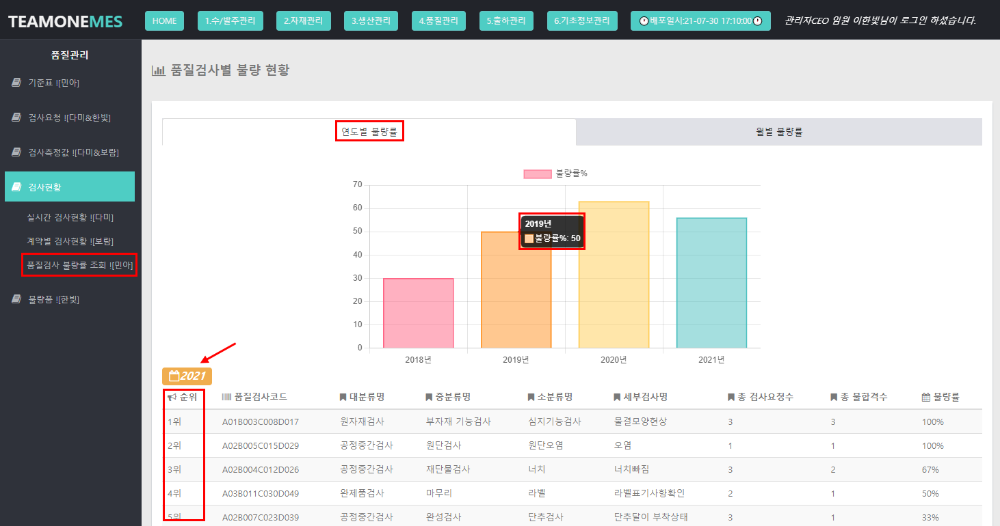 TEAMONEMES HOME 1.수/발주관리 2.자재관리 3.생산관리 4.품질관리 5.출하관리 6.기초정보관리 배포일시:21-07-30 17:10:00 관리자CEO 임원 이한빛님이 로그인 하셨습니다.
품질관리
기준표 ![민아]
검사요청 ![다미&한빛]
검사측정값 ![다미&보람]
검사현황
실시간 검사현황 ![다미]
계약별 검사현황 ![보람]
품질검사 불량률 조회 ![민아]
불량품 ![한빛]
품질검사별 불량 현황
연도별 불량률 월별 불량률
불량률%
70
60
50
40
30
20
10
0
2019년
불량률%: 50
2018년 2019년 2020년 2021년
2021
순위 품질검사코드 대분류명 중분류명 소분류명 세부검사명 총 검사요청수 총 불합격수 불량률
1위 A01B003C008D017 원자재검사 부자재 기능검사 심지기능검사 물결모양현상 3 3 100%
2위 A02B005C015D029 공정중간검사 원단검사 원단오염 오염 1 1 100%
3위 A02B004C012D026 공정중간검사 재단물검사 너치 너치빠짐 3 2 67%
4위 A03B011C030D049 완제품검사 마무리 라벨 라벨표기사항확인 2 1 50%
5위 A02B007C023D039 공정중간검사 완성검사 단추검사 단추달이 부착상태 3 1 33%